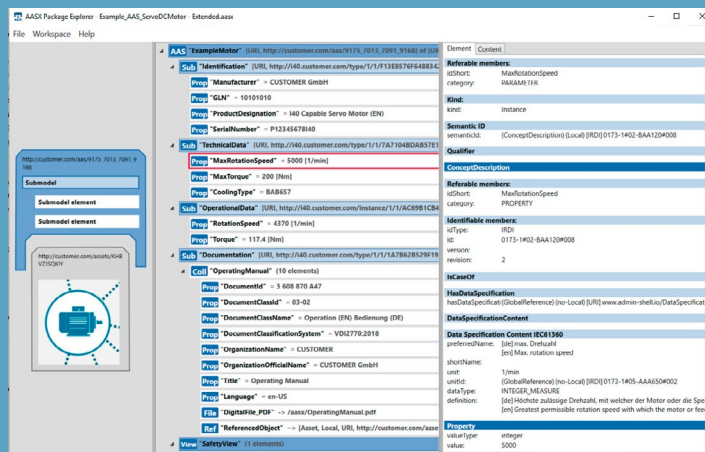 AASX Package Explorer - Example_AAS_ServoDCMotor - Extended.aasx
File Workspace Help
http://customer.com/aas/9175_7013_7091_9
168
Submodel
Submodel element
Submodel element
http://customer.com/assets/KHB
VZJSQKIY
AAS "ExampleMotor" [URI, http://customer.com/aas/9175_7013_7091_9168] of [UR
Sub "Identification" [URI, http://i40.customer.com/type/1/1/F13E8576F6488342
Prop "Manufacturer" = CUSTOMER GmbH
Prop "GLN" = 10101010
Prop "ProductDesignation" = I40 Capable Servo Motor (EN)
Prop "SerialNumber" = P12345678I40
Sub "TechnicalData" [URI, http://i40.customer.com/type/1/1/7A7104BDAB57E1
Prop "MaxRotationSpeed" = 5000 [1/min]
Prop "MaxTorque" = 200 [Nm]
Prop "CoolingType" = BAB657
Sub "OperationalData" [URI, http://i40.customer.com/instance/1/1/AC69B1CB4
Prop "RotationSpeed" = 4370 [1/min]
Prop "Torque" = 117.4 [Nm]
Sub "Documentation" [URI, http://i40.customer.com/type/1/1/1A7B62B529F19
Coll "OperatingManual" (10 elements)
Prop "DocumentId" = 3 608 870 A47
Prop "DocumentClassId" = 03-02
Prop "DocumentClassName" = Operation (EN) Bedienung (DE)
Prop "DocumentClassificationSystem" = VDI2770:2018
Prop "OrganizationName" = CUSTOMER
Prop "OrganizationOfficialName" = CUSTOMER GmbH
Prop "Title" = Operating Manual
Prop "Language" = en-US
File "DigitalFile_PDF" -> /aasx/OperatingManual.pdf
Ref "ReferencedObject" -> [Asset, Local, URI, http://customer.com/asse
View "SafetyView" (1 elements)
Element Content
Referable members:
idShort: MaxRotationSpeed
category: PARAMETER
Kind:
kind: Instance
Semantic ID
semanticId: (ConceptDescription) (Local) [IRDI] 0173-1#02-BAA120#008
Qualifier
ConceptDescription
Referable members:
idShort: MaxRotationSpeed
category: PROPERTY
Identifiable members:
idType: IRDI
id: 0173-1#02-BAA120#008
version:
revision: 2
IsCaseOf
HasDataSpecification
hasDataSpecificati (GlobalReference) (no-Local) [URI] www.admin-shell.io/DataSpecificat
DataSpecificationContent
Data Specification Content IEC61360
preferredName: [de] max. Drehzahl
[en] Max. rotation speed
shortName:
unit: 1/min
unitId: (GlobalReference) (no-Local) [IRDI] 0173-1#05-AAA650#002
dataType: INTEGER_MEASURE
definition: [de] Höchste zulässige Drehzahl, mit welcher der Motor oder die Spe
[en] Greatest permissible rotation speed with which the motor or fee
Property
valueType: integer
value: 5000